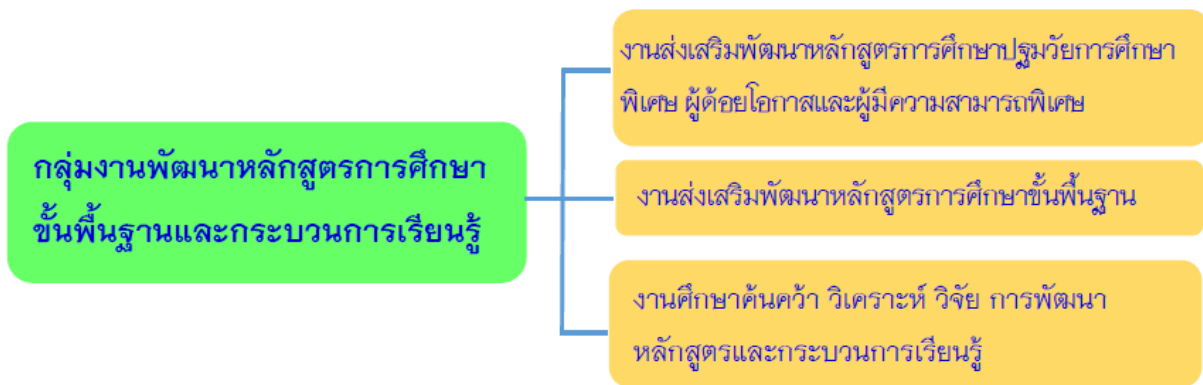 กลุ่มงานพัฒนาหลักสูตรการศึกษา
ขั้นพื้นฐานและกระบวนการเรียนรู้
งานส่งเสริมพัฒนาหลักสูตรการศึกษาปฐมวัยการศึกษา
พิเศษ ผู้ด้อยโอกาสและผู้มีความสามารถพิเศษ
งานส่งเสริมพัฒนาหลักสูตรการศึกษาขั้นพื้นฐาน
งานศึกษาค้นคว้า วิเคราะห์ วิจัย การพัฒนา
หลักสูตรและกระบวนการเรียนรู้